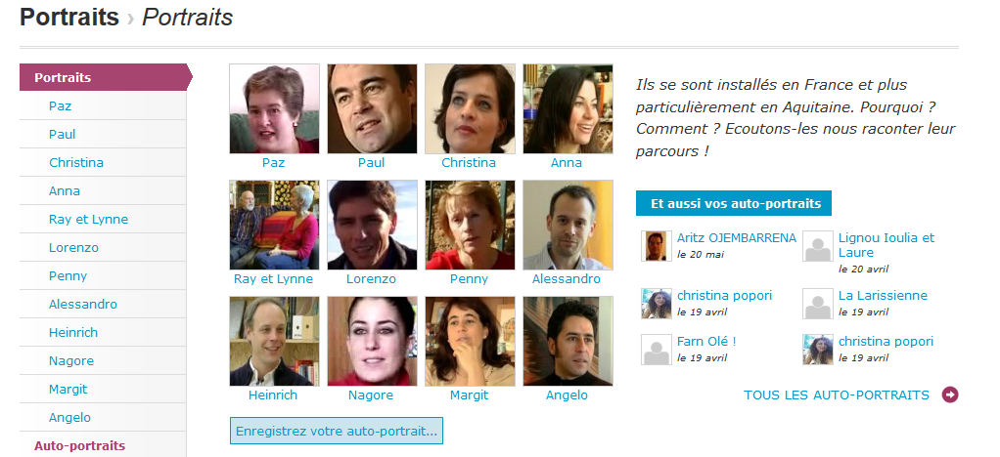 Portraits › Portraits
Portraits
Paz
Paul
Christina
Anna
Ray et Lynne
Lorenzo
Penny
Alessandro
Heinrich
Nagore
Margit
Angelo
Auto-portraits
Paz Paul Christina Anna
Ray et Lynne Lorenzo Penny Alessandro
Heinrich Nagore Margit Angelo
Enregistrez votre auto-portrait...
Ils se sont installés en France et plus
particulièrement en Aquitaine. Pourquoi ?
Comment ? Ecoutons-les nous raconter leur
parcours !
Et aussi vos auto-portraits
Aritz OJEMBARRENA
le 20 mai
Lignou Ioulia et
Laure
le 20 avril
christina popori
le 19 avril
La Larissienne
le 19 avril
Farn Olé !
le 19 avril
christina popori
le 19 avril
TOUS LES AUTO-PORTRAITS